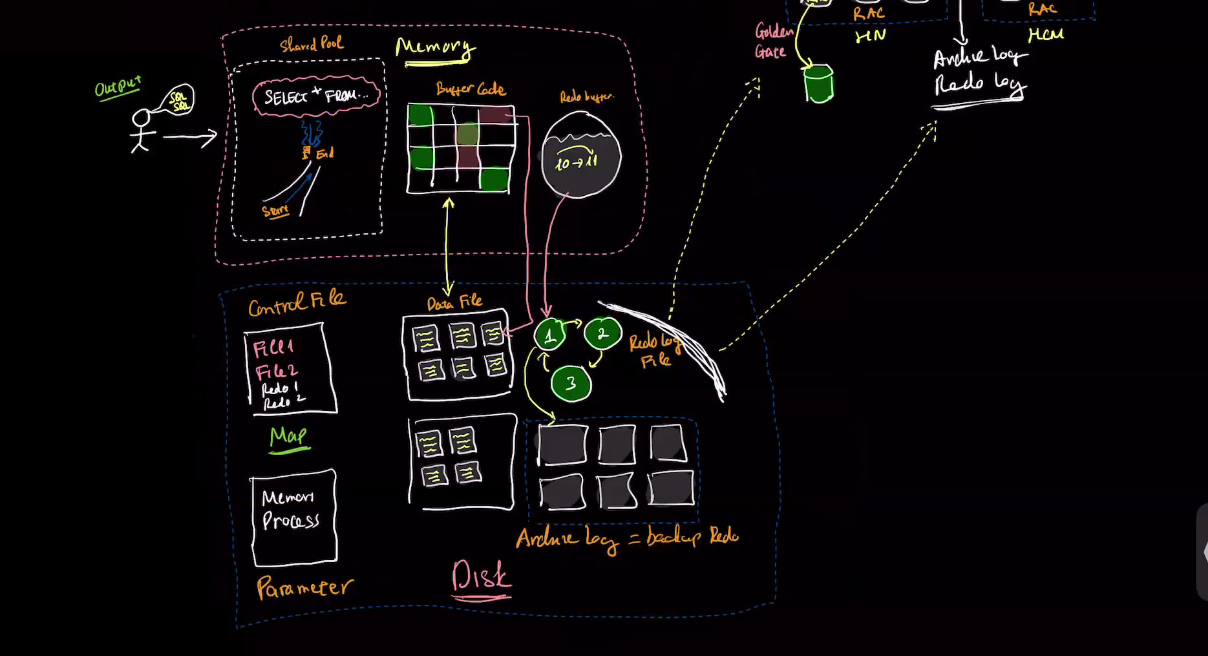 Golden
Gate
RAC
HN
RAC
HCM
Archive log
Redo log
Shared Pool
Memory
Output
SQL
SQL
SELECT * FROM...
End
Start
Buffer Code
Redo buffer
10 → 11
Control File
File1
File2
Redo 1
Redo 2
Map
Memory
Process
Parameter
Data File
1
2
3
Redo Log
File
Archive Log = backup Redo
Disk